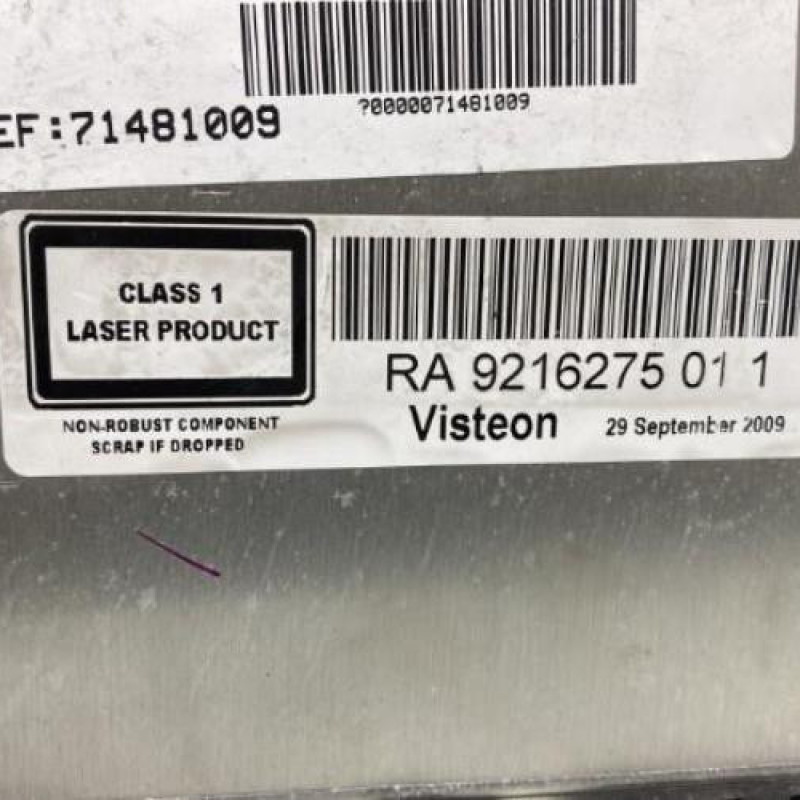 ?0000071481009
EF:71481009
CLASS 1
LASER PRODUCT
NON-ROBUST COMPONENT
SCRAP IF DROPPED
RA 9216275 01 1
Visteon 29 September 2009